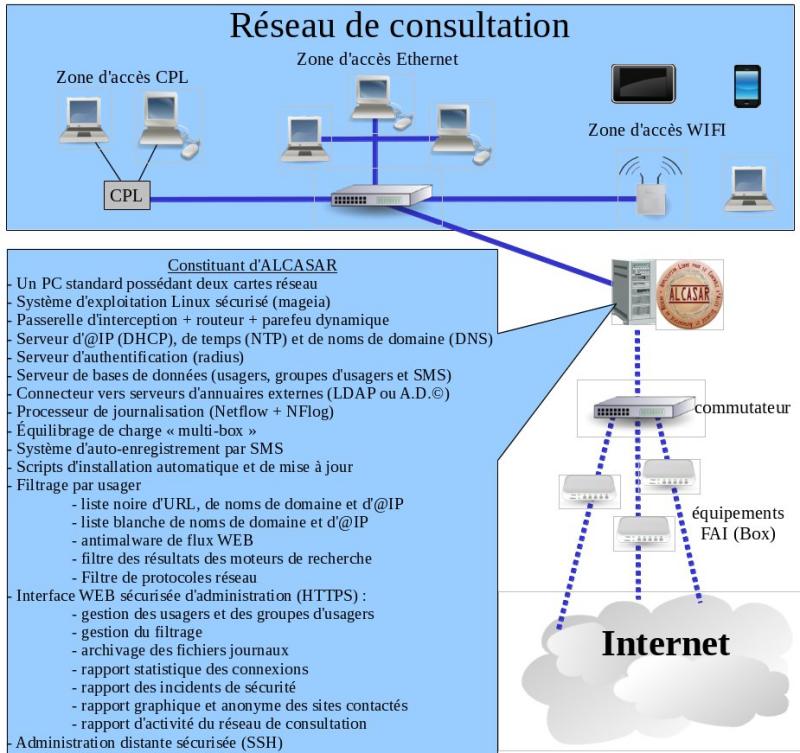 Réseau de consultation
Zone d'accès Ethernet
Zone d'accès CPL
Zone d'accès WIFI
CPL
Constituant d'ALCASAR
- Un PC standard possédant deux cartes réseau
- Système d'exploitation Linux sécurisé (mageia)
- Passerelle d'interception + routeur + parefeu dynamique
- Serveur d'@IP (DHCP), de temps (NTP) et de noms de domaine (DNS)
- Serveur d'authentification (radius)
- Serveur de bases de données (usagers, groupes d'usagers et SMS)
- Connecteur vers serveurs d'annuaires externes (LDAP ou A.D.©)
- Processeur de journalisation (Netflow + NFlog)
- Équilibrage de charge « multi-box »
- Système d'auto-enregistrement par SMS
- Scripts d'installation automatique et de mise à jour
- Filtrage par usager
- liste noire d'URL, de noms de domaine et d'@IP
- liste blanche de noms de domaine et d'@IP
- antimalware de flux WEB
- filtre des résultats des moteurs de recherche
- Filtre de protocoles réseau
- Interface WEB sécurisée d'administration (HTTPS) :
- gestion des usagers et des groupes d'usagers
- gestion du filtrage
- archivage des fichiers journaux
- rapport statistique des connexions
- rapport des incidents de sécurité
- rapport graphique et anonyme des sites contactés
- rapport d'activité du réseau de consultation
- Administration distante sécurisée (SSH)
ALCASAR
commutateur
équipements
FAI (Box)
Internet